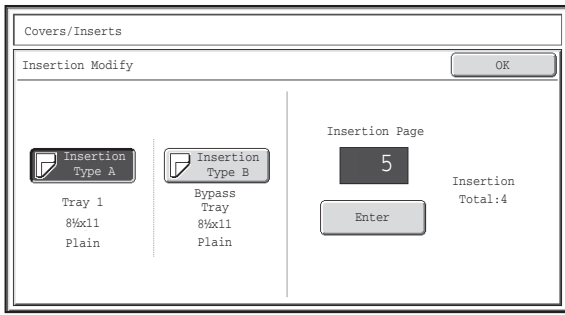 Covers/Inserts
Insertion Modify
OK
Insertion
Type A
Tray 1
8½x11
Plain
Insertion
Type B
Bypass
Tray
8½x11
Plain
Insertion Page
5
Enter
Insertion
Total:4